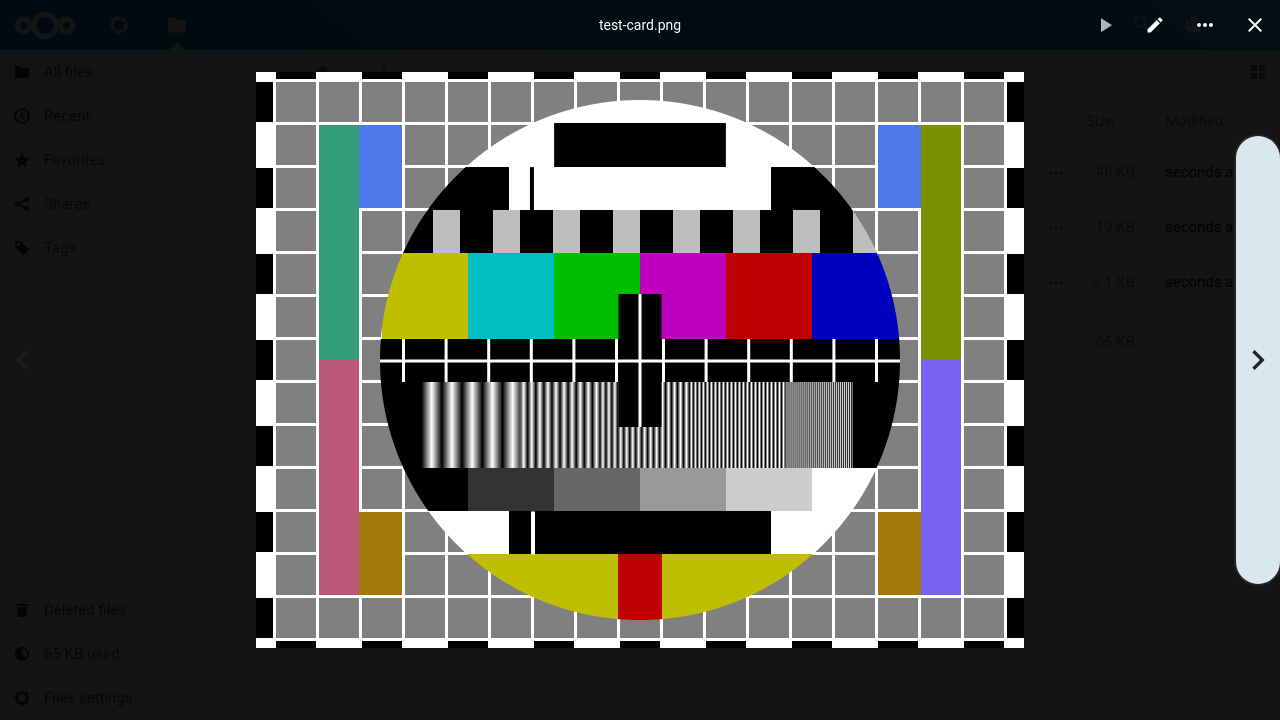 test-card.png
All files
Recent
Favorites
Shares
Tags
Size Modified
46 KB seconds a
19 KB seconds a
< 1 KB seconds a
65 KB
Deleted files
65 KB used
Files settings